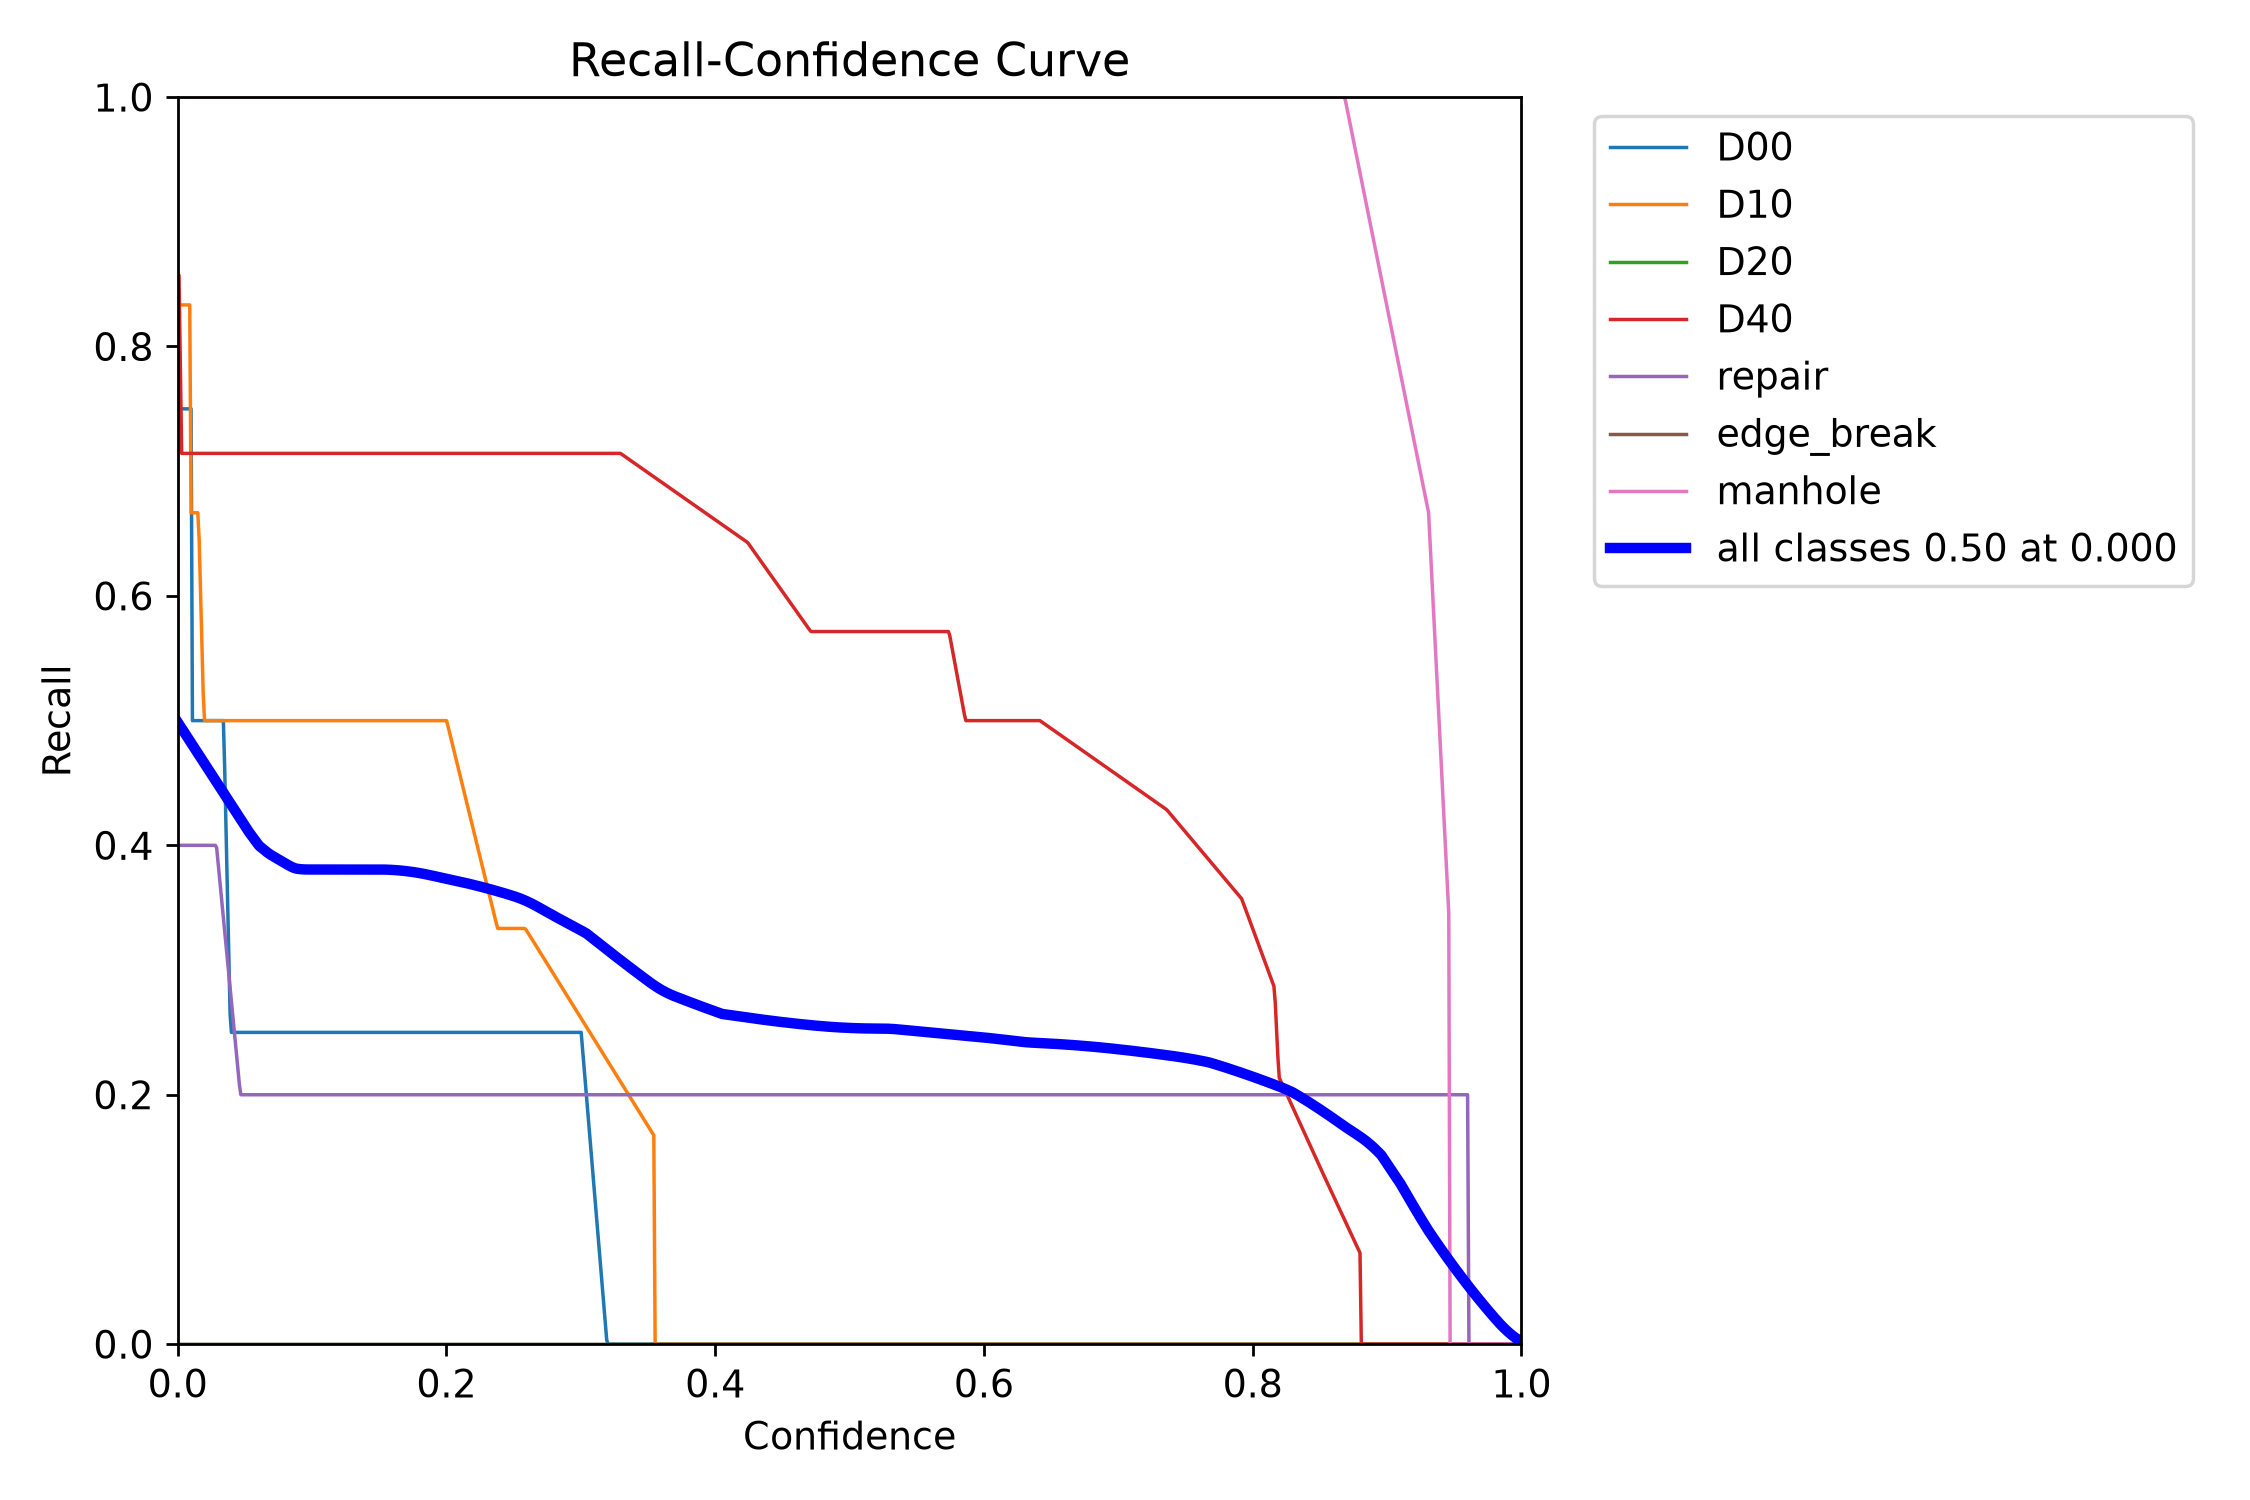 Recall-Confidence Curve
1.0
0.8
0.6
0.4
0.2
0.0
Recall
0.0 0.2 0.4 0.6 0.8 1.0
Confidence
D00
D10
D20
D40
repair
edge_break
manhole
all classes 0.50 at 0.000